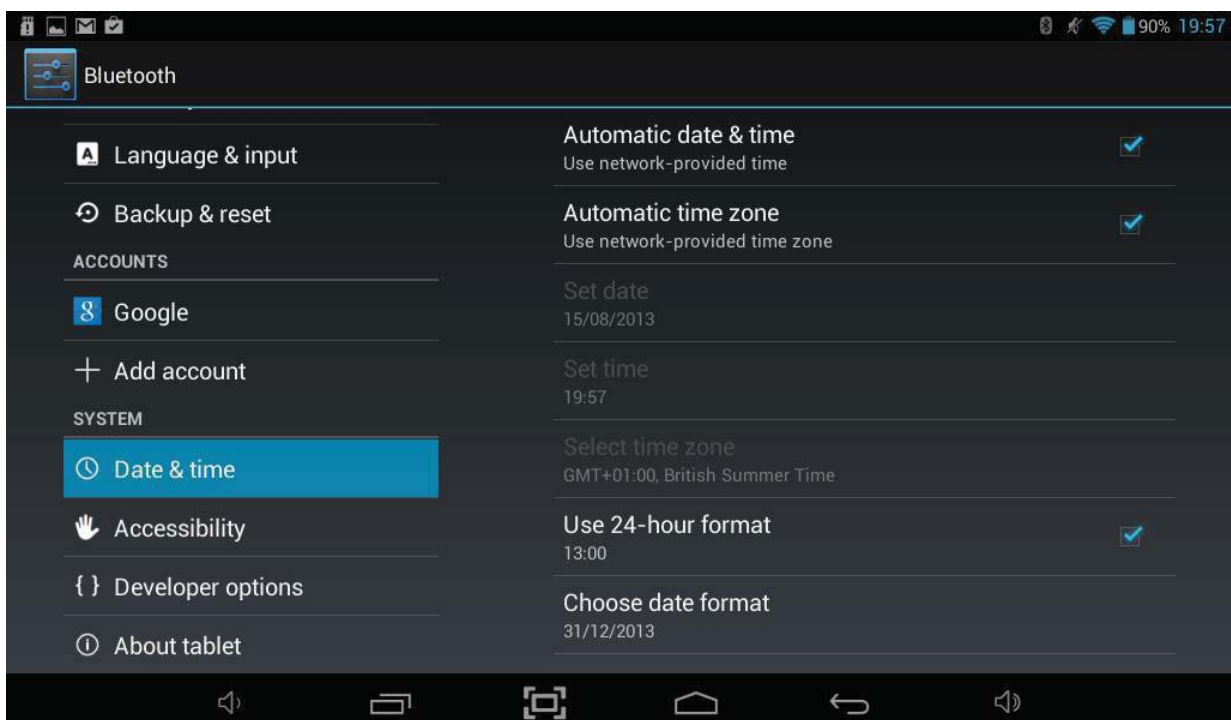 90% 19:57
Bluetooth
Language & input
Backup & reset
ACCOUNTS
Google
Add account
SYSTEM
Date & time
Accessibility
{ } Developer options
About tablet
Automatic date & time
Use network-provided time
Automatic time zone
Use network-provided time zone
Set date
15/08/2013
Set time
19:57
Select time zone
GMT+01:00, British Summer Time
Use 24-hour format
13:00
Choose date format
31/12/2013